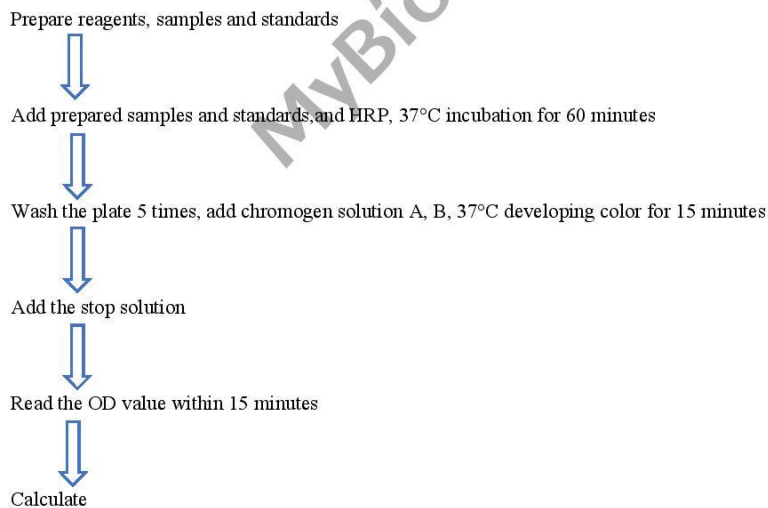 Prepare reagents, samples and standards
Add prepared samples and standards,and HRP, 37°C incubation for 60 minutes
Wash the plate 5 times, add chromogen solution A, B, 37°C developing color for 15 minutes
Add the stop solution
Read the OD value within 15 minutes
Calculate